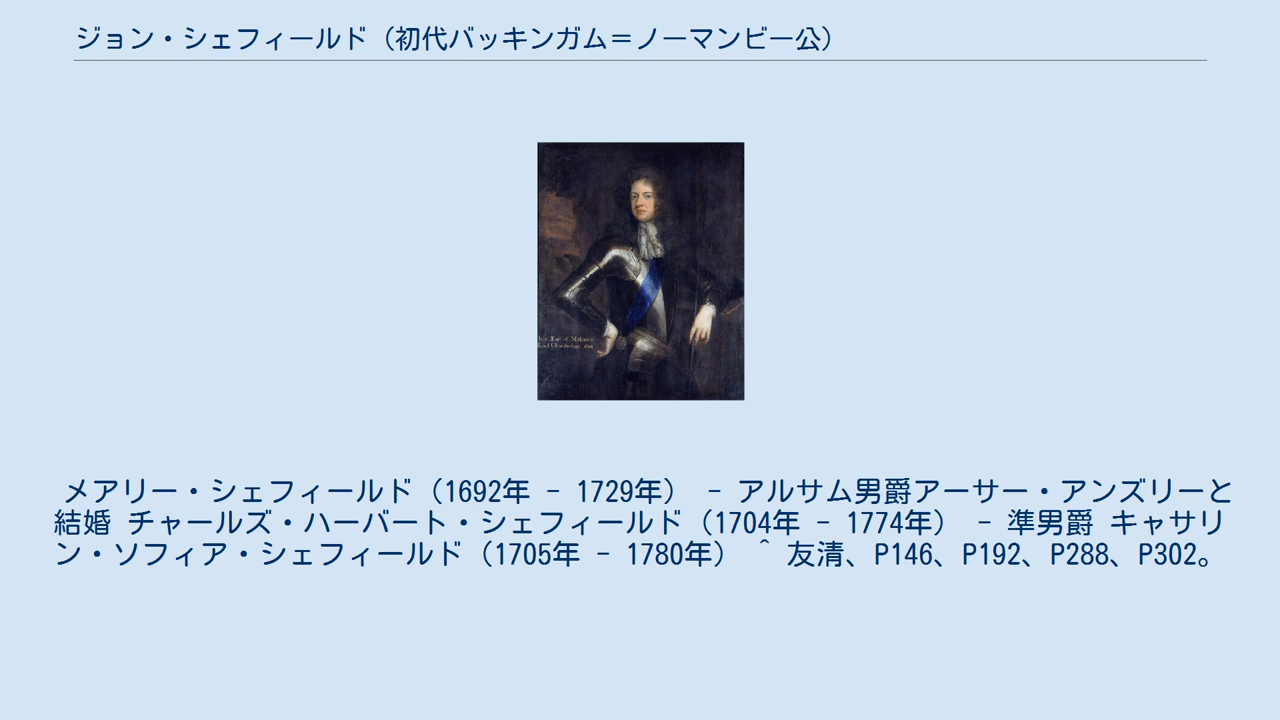 ジョン・シェフィールド（初代バッキンガム＝ノーマンビー公）
John, Earl of Mulgrave
Lord Chamberlain
メアリー・シェフィールド（1692年 - 1729年） - アルサム男爵アーサー・アンズリーと
結婚 チャールズ・ハーバート・シェフィールド（1704年 - 1774年） - 準男爵 キャサリ
ン・ソフィア・シェフィールド（1705年 - 1780年） ^ 友清、P146、P192、P288、P302。